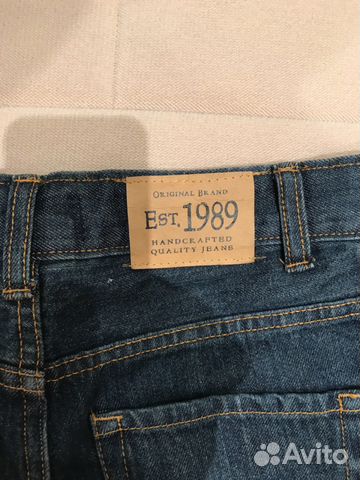 ORIGINAL BRAND
EST. 1989
HANDCRAFTED
QUALITY JEANS
Avito